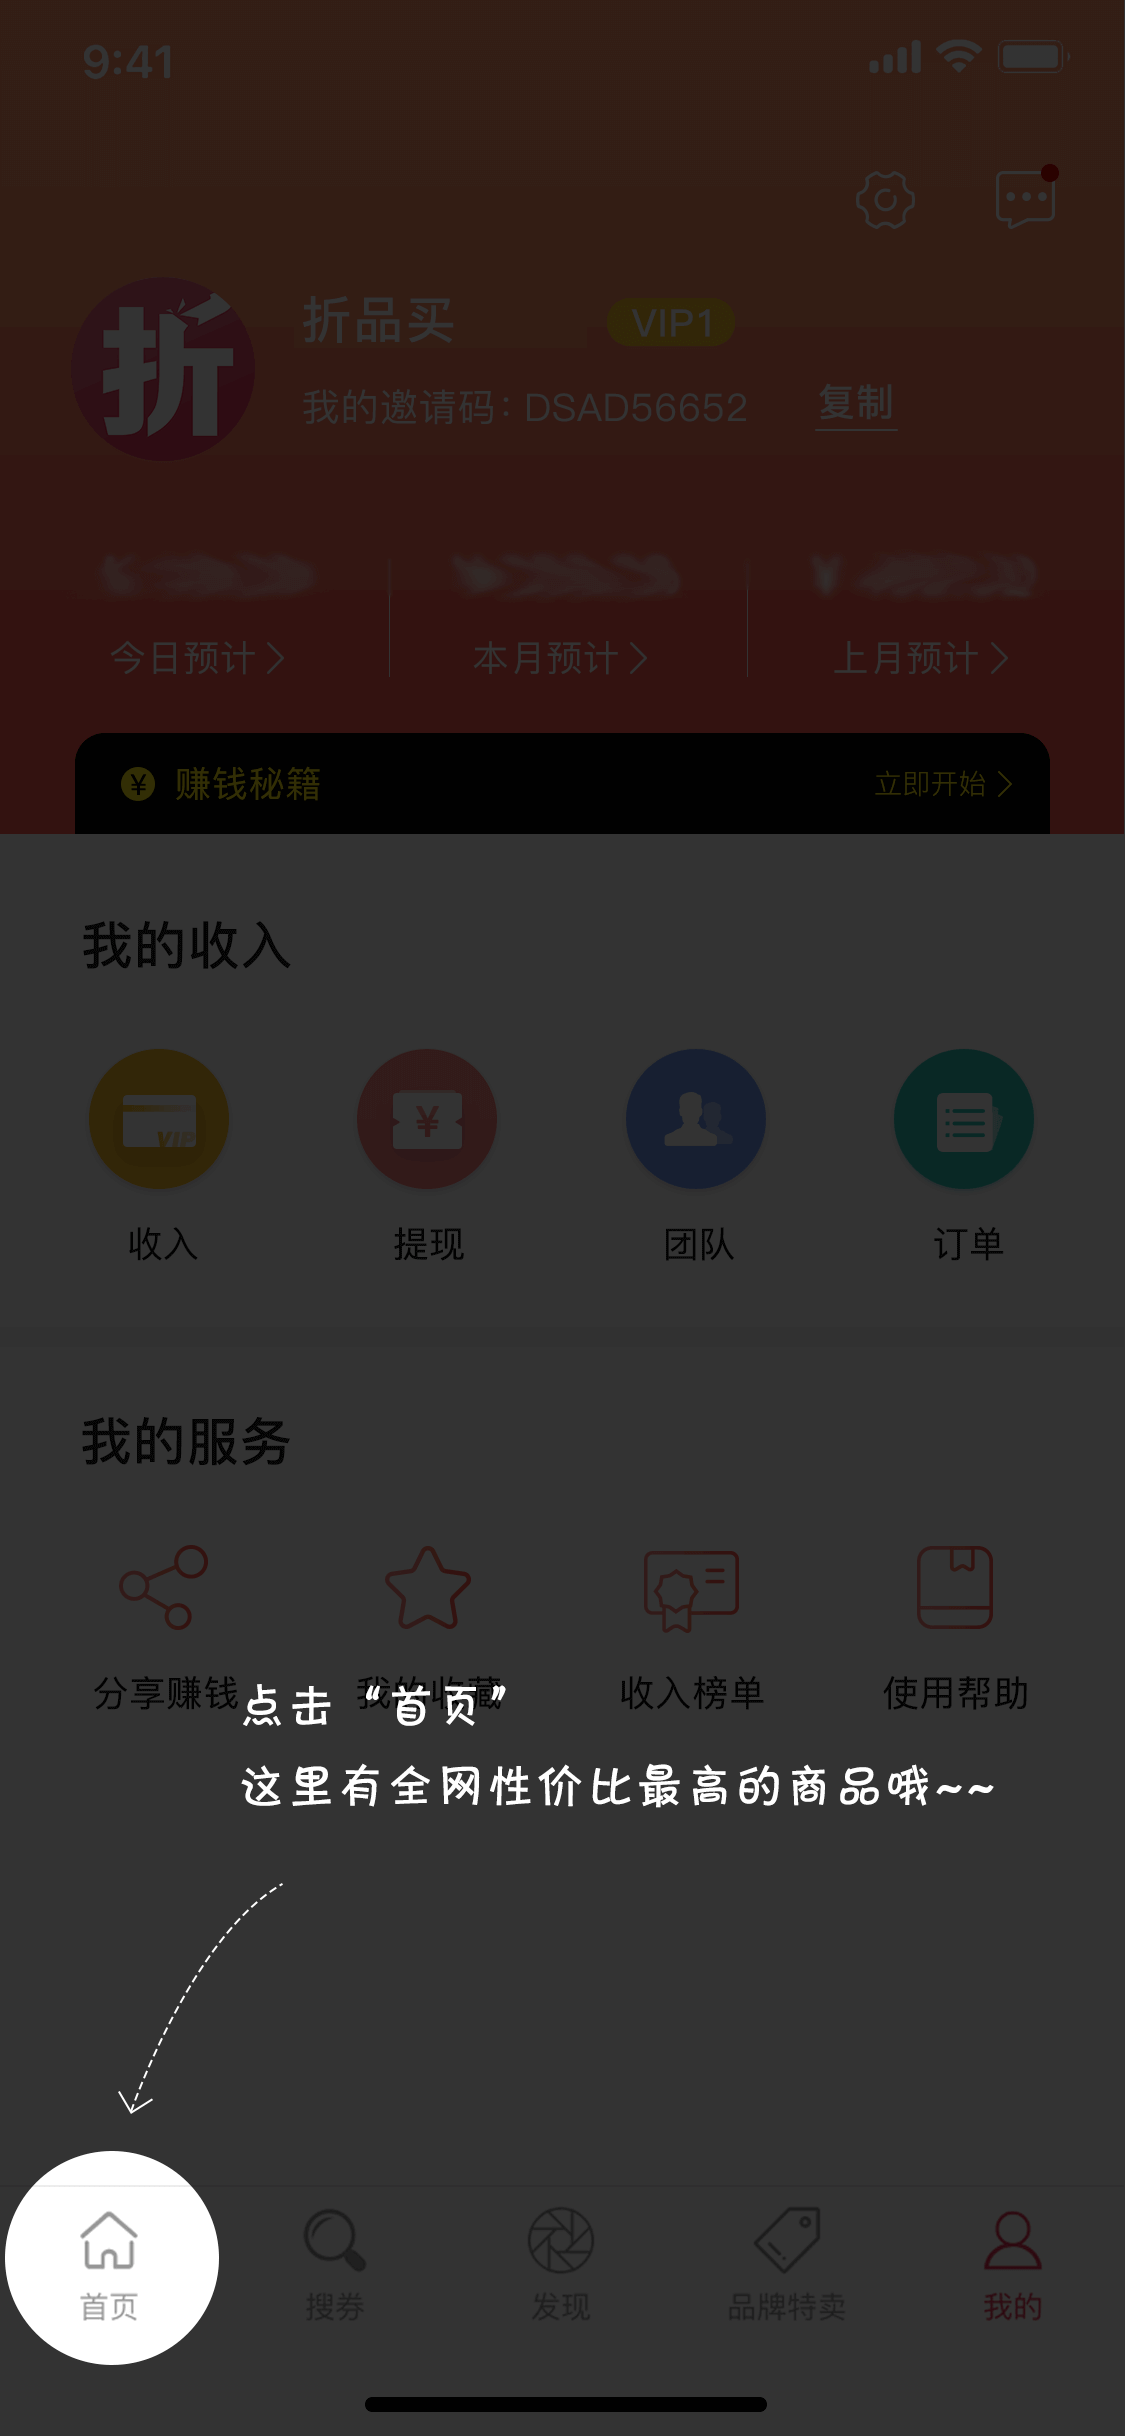 9:41
折
折品买 VIP1
我的邀请码：DSAD56652 复制
今日预计 本月预计 上月预计
¥ 赚钱秘籍 立即开始
我的收入
VIP ¥
收入 提现 团队 订单
我的服务
分享赚钱 我的收藏 收入榜单 使用帮助
点击“首页”
这里有全网性价比最高的商品哦~~
首页 搜券 发现 品牌特卖 我的